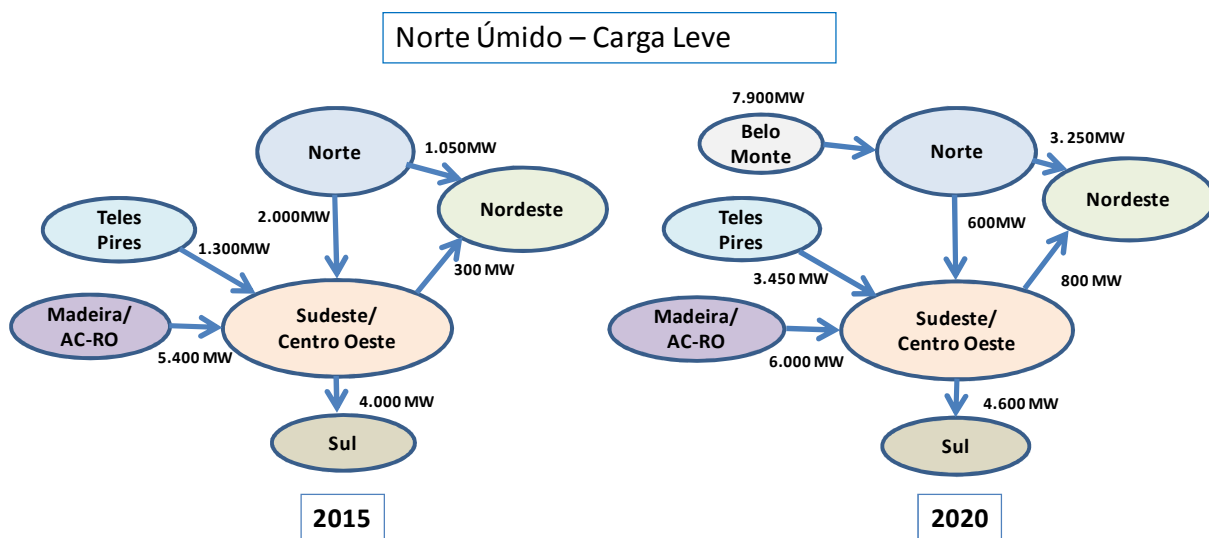 Norte Úmido – Carga Leve
Norte
1.050MW
Nordeste
2.000MW
Teles
Pires
1.300MW
300 MW
Madeira/
AC-RO
5.400 MW
Sudeste/
Centro Oeste
4.000 MW
Sul
2015
7.900MW
Belo
Monte
Norte
3. 250MW
Nordeste
600MW
Teles
Pires
3.450 MW
800 MW
Madeira/
AC-RO
6.000 MW
Sudeste/
Centro Oeste
4.600 MW
Sul
2020